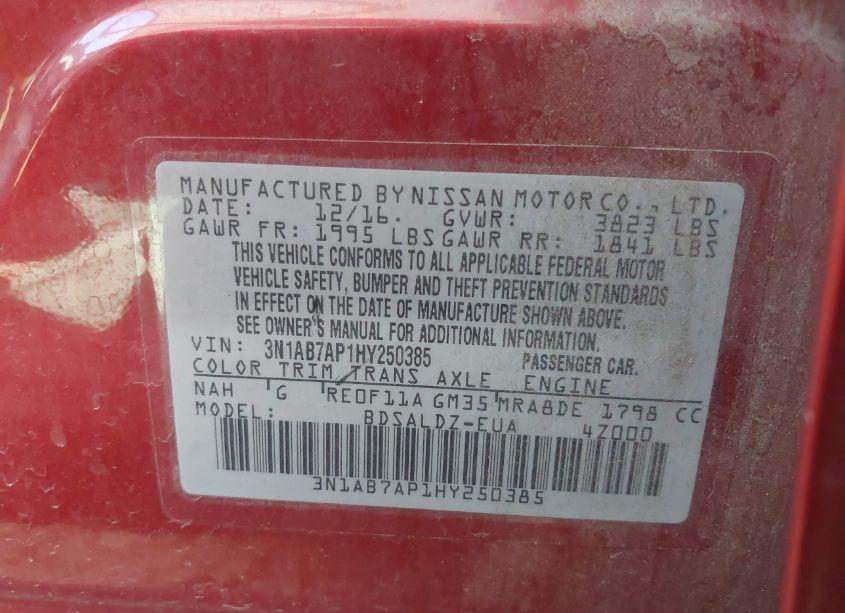 MANUFACTURED BY NISSAN MOTOR CO., LTD.
DATE: 12/16. GVWR: 3823 LBS
GAWR FR: 1995 LBS GAWR RR: 1841 LBS
THIS VEHICLE CONFORMS TO ALL APPLICABLE FEDERAL MOTOR
VEHICLE SAFETY, BUMPER AND THEFT PREVENTION STANDARDS
IN EFFECT ON THE DATE OF MANUFACTURE SHOWN ABOVE.
SEE OWNER'S MANUAL FOR ADDITIONAL INFORMATION.
VIN: 3N1AB7AP1HY250385 PASSENGER CAR.
COLOR TRIM TRANS AXLE ENGINE
NAH G RE0F11A GM35 MRA8DE 1798 CC
MODEL: BDSALDZ-EUA 4Z000
3N1AB7AP1HY250385